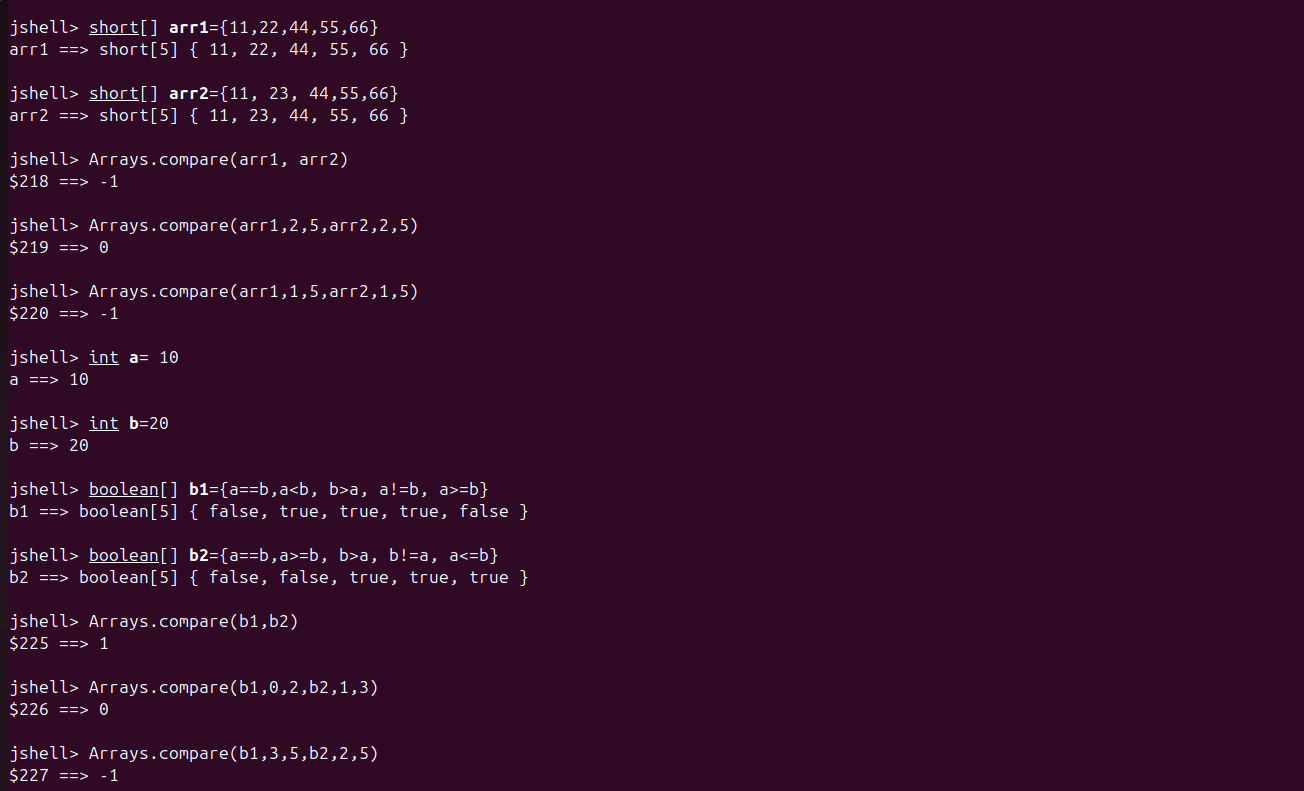 jshell> short[] arr1={11,22,44,55,66}
arr1 ==> short[5] { 11, 22, 44, 55, 66 }
jshell> short[] arr2={11, 23, 44,55,66}
arr2 ==> short[5] { 11, 23, 44, 55, 66 }
jshell> Arrays.compare(arr1, arr2)
$218 ==> -1
jshell> Arrays.compare(arr1,2,5,arr2,2,5)
$219 ==> 0
jshell> Arrays.compare(arr1,1,5,arr2,1,5)
$220 ==> -1
jshell> int a= 10
a ==> 10
jshell> int b=20
b ==> 20
jshell> boolean[] b1={a==b,a<b, b>a, a!=b, a>=b}
b1 ==> boolean[5] { false, true, true, true, false }
jshell> boolean[] b2={a==b,a>=b, b>a, b!=a, a<=b}
b2 ==> boolean[5] { false, false, true, true, true }
jshell> Arrays.compare(b1,b2)
$225 ==> 1
jshell> Arrays.compare(b1,0,2,b2,1,3)
$226 ==> 0
jshell> Arrays.compare(b1,3,5,b2,2,5)
$227 ==> -1